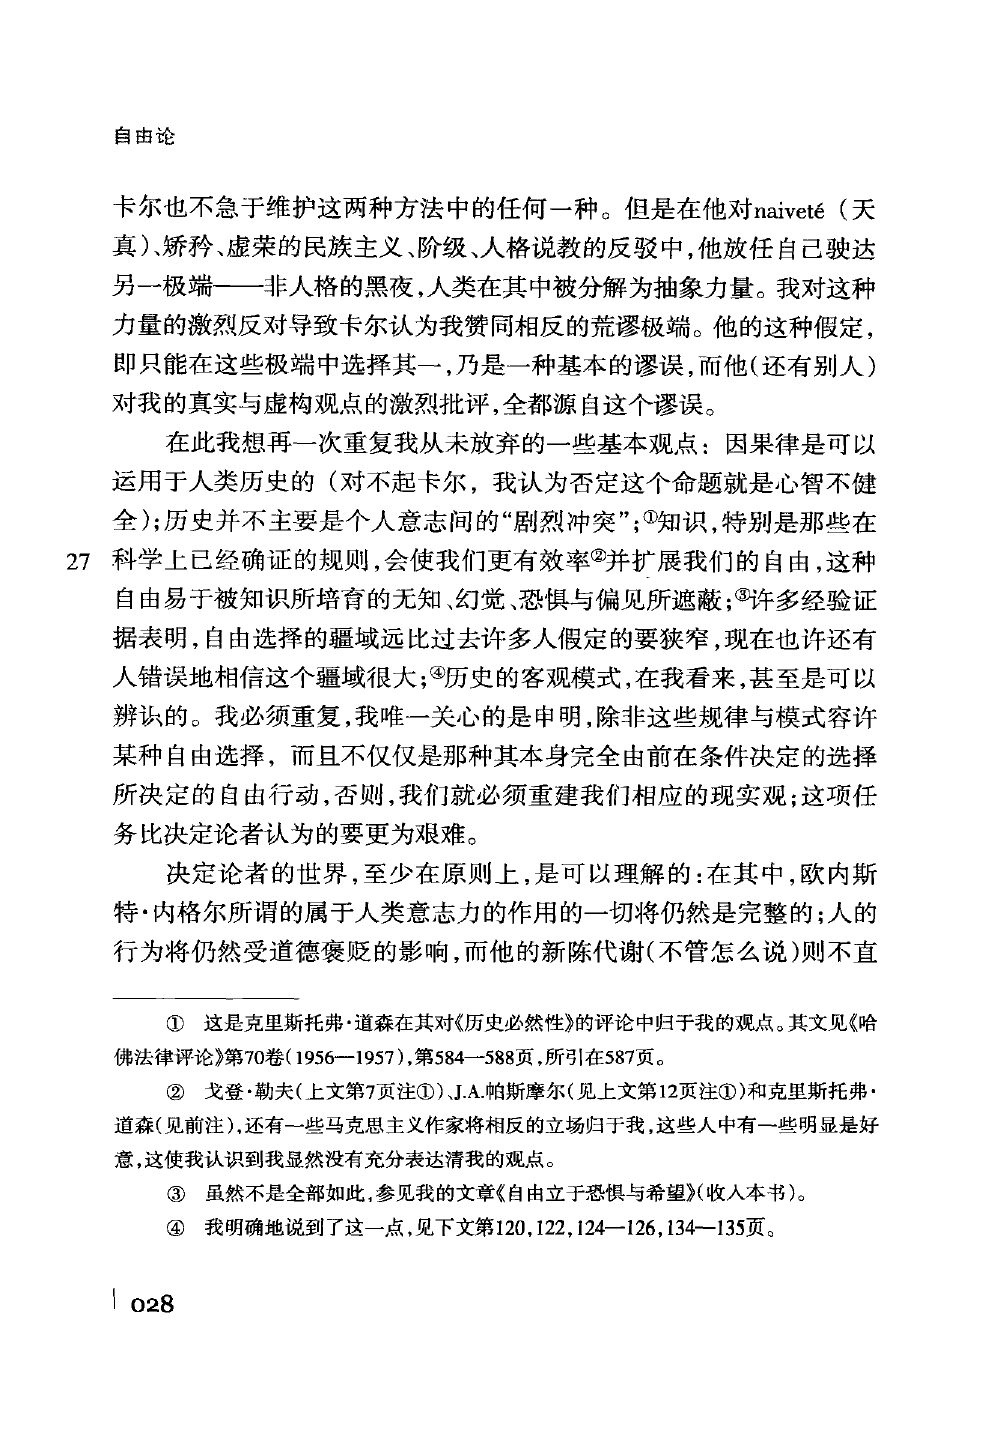 自由论
卡尔也不急于维护这两种方法中的任何一种。但是在他对naiveté（天
真）、矫矜、虚荣的民族主义、阶级、人格说教的反驳中,他放任自己驶达
另一极端——非人格的黑夜,人类在其中被分解为抽象力量。我对这种
力量的激烈反对导致卡尔认为我赞同相反的荒谬极端。他的这种假定,
即只能在这些极端中选择其一,乃是一种基本的谬误,而他(还有别人)
对我的真实与虚构观点的激烈批评,全都源自这个谬误。
在此我想再一次重复我从未放弃的一些基本观点：因果律是可以
运用于人类历史的（对不起卡尔，我认为否定这个命题就是心智不健
全);历史并不主要是个人意志间的“剧烈冲突”;①知识,特别是那些在
27 科学上已经确证的规则,会使我们更有效率②并扩展我们的自由,这种
自由易于被知识所培育的无知、幻觉、恐惧与偏见所遮蔽;③许多经验证
据表明,自由选择的疆域远比过去许多人假定的要狭窄,现在也许还有
人错误地相信这个疆域很大;④历史的客观模式,在我看来,甚至是可以
辨认的。我必须重复,我唯一关心的是申明,除非这些规律与模式容许
某种自由选择，而且不仅仅是那种其本身完全由前在条件决定的选择
所决定的自由行动,否则,我们就必须重建我们相应的现实观;这项任
务比决定论者认为的要更为艰难。
决定论者的世界,至少在原则上,是可以理解的:在其中,欧内斯
特·内格尔所谓的属于人类意志力的作用的一切将仍然是完整的;人的
行为将仍然受道德褒贬的影响,而他的新陈代谢(不管怎么说)则不直
① 这是克里斯托弗·道森在其对《历史必然性》的评论中归于我的观点。其文见《哈
佛法律评论》第70卷(1956—1957),第584—588页,所引在587页。
② 戈登·勒夫(上文第7页注①)、J.A.帕斯摩尔(见上文第12页注①)和克里斯托弗·
道森(见前注),还有一些马克思主义作家将相反的立场归于我,这些人中有一些明显是好
意,这使我认识到我显然没有充分表达清我的观点。
③ 虽然不是全部如此,参见我的文章《自由立于恐惧与希望》(收入本书)。
④ 我明确地说到了这一点,见下文第120,122,124—126,134—135页。
028